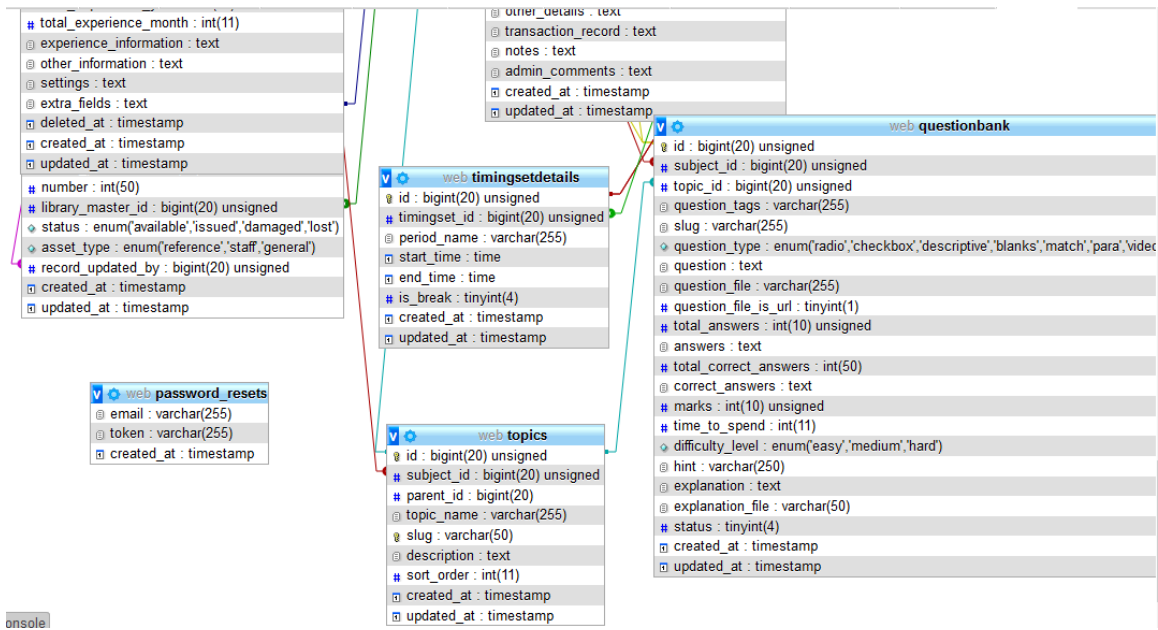 # total_experience_month : int(11)
experience_information : text
other_information : text
settings : text
extra_fields : text
deleted_at : timestamp
created_at : timestamp
updated_at : timestamp
# number : int(50)
# library_master_id : bigint(20) unsigned
status : enum('available','issued','damaged','lost')
asset_type : enum('reference','staff','general')
# record_updated_by : bigint(20) unsigned
created_at : timestamp
updated_at : timestamp
v web password_resets
email : varchar(255)
token : varchar(255)
created_at : timestamp
onsole
other_details : text
transaction_record : text
notes : text
admin_comments : text
created_at : timestamp
updated_at : timestamp
v web timingsetdetails
id : bigint(20) unsigned
# timingset_id : bigint(20) unsigned
period_name : varchar(255)
start_time : time
end_time : time
# is_break : tinyint(4)
created_at : timestamp
updated_at : timestamp
v web topics
id : bigint(20) unsigned
# subject_id : bigint(20) unsigned
# parent_id : bigint(20)
topic_name : varchar(255)
slug : varchar(50)
description : text
# sort_order : int(11)
created_at : timestamp
updated_at : timestamp
v web questionbank
id : bigint(20) unsigned
# subject_id : bigint(20) unsigned
# topic_id : bigint(20) unsigned
question_tags : varchar(255)
slug : varchar(255)
question_type : enum('radio','checkbox','descriptive','blanks','match','para','video
question : text
question_file : varchar(255)
# question_file_is_url : tinyint(1)
# total_answers : int(10) unsigned
answers : text
# total_correct_answers : int(50)
correct_answers : text
# marks : int(10) unsigned
# time_to_spend : int(11)
difficulty_level : enum('easy','medium','hard')
hint : varchar(250)
explanation : text
explanation_file : varchar(50)
# status : tinyint(4)
created_at : timestamp
updated_at : timestamp